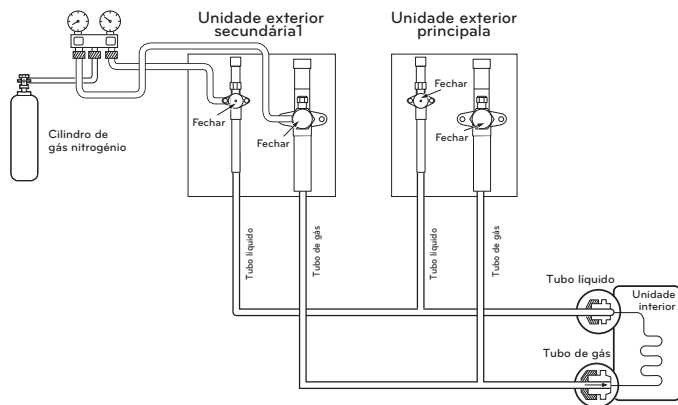 Unidade exterior
secundária1
Unidade exterior
principala
Cilindro de
gás nitrogénio
Fechar
Fechar
Fechar
Fechar
Tubo líquido
Tubo de gás
Tubo líquido
Tubo de gás
Tubo líquido
Unidade
interior
Tubo de gás